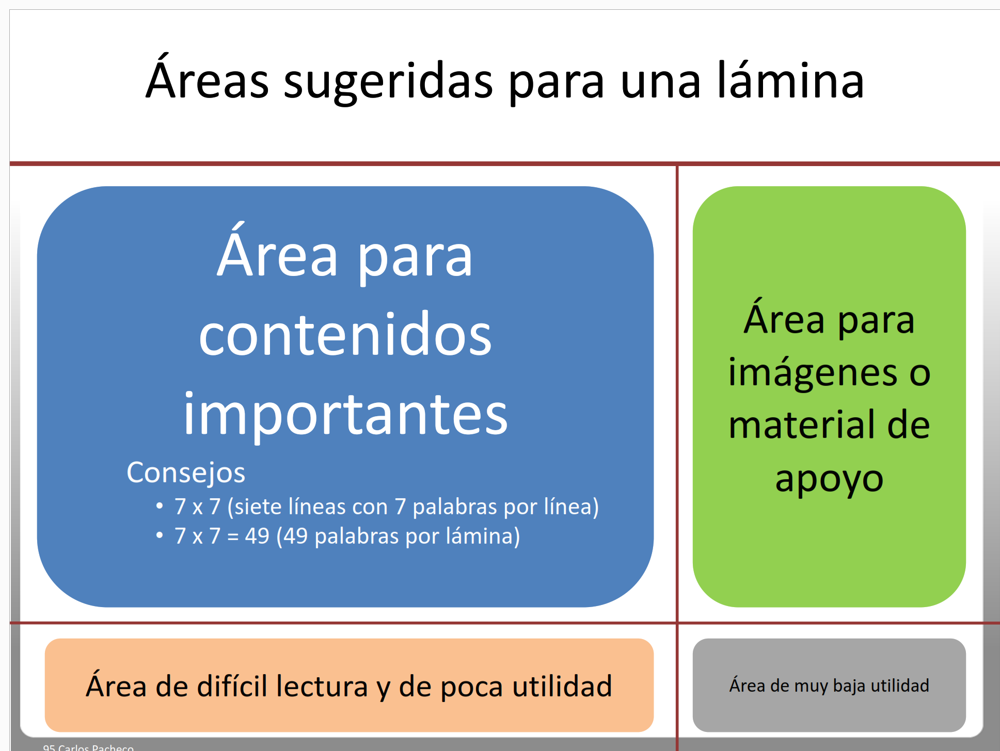 Áreas sugeridas para una lámina
Área para
contenidos
importantes
Consejos
• 7 x 7 (siete líneas con 7 palabras por línea)
• 7 x 7 = 49 (49 palabras por lámina)
Área para
imágenes o
material de
apoyo
Área de difícil lectura y de poca utilidad
Área de muy baja utilidad
95 Carlos Pacheco